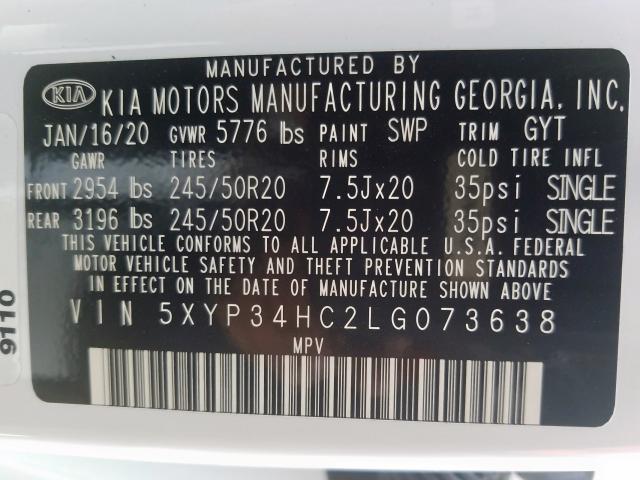 MANUFACTURED BY
KIA KIA MOTORS MANUFACTURING GEORGIA, INC.
JAN/16/20 GVWR 5776 lbs PAINT SWP TRIM GYT
GAWR TIRES RIMS COLD TIRE INFL
FRONT 2954 lbs 245/50R20 7.5Jx20 35psi SINGLE
REAR 3196 lbs 245/50R20 7.5Jx20 35psi SINGLE
THIS VEHICLE CONFORMS TO ALL APPLICABLE U.S.A. FEDERAL
MOTOR VEHICLE SAFETY AND THEFT PREVENTION STANDARDS
IN EFFECT ON THE DATE OF MANUFACTURE SHOWN ABOVE.
VIN 5XYP34HC2LG073638
MPV
9110